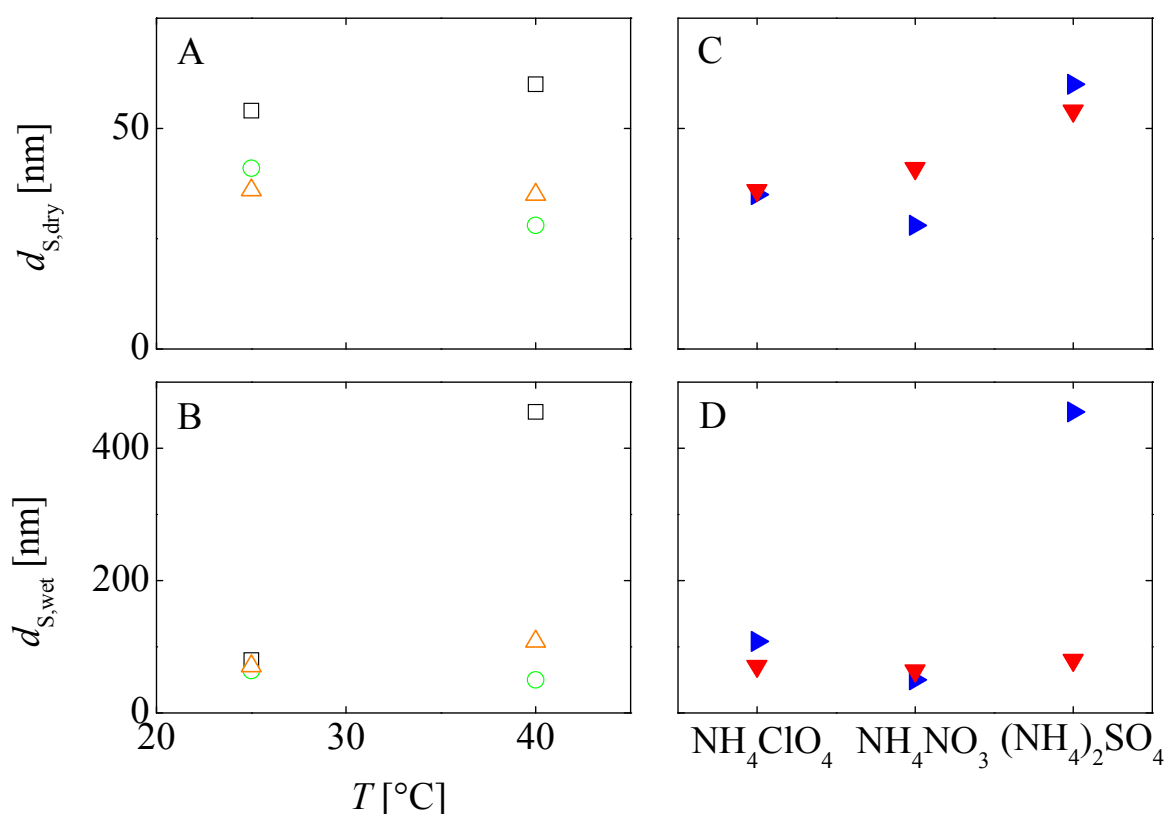 A
C
50
0
d_S,dry [nm]
B
D
400
200
0
d_S,wet [nm]
20
30
40
NH₄ClO₄
NH₄NO₃
(NH₄)₂SO₄
T [°C]